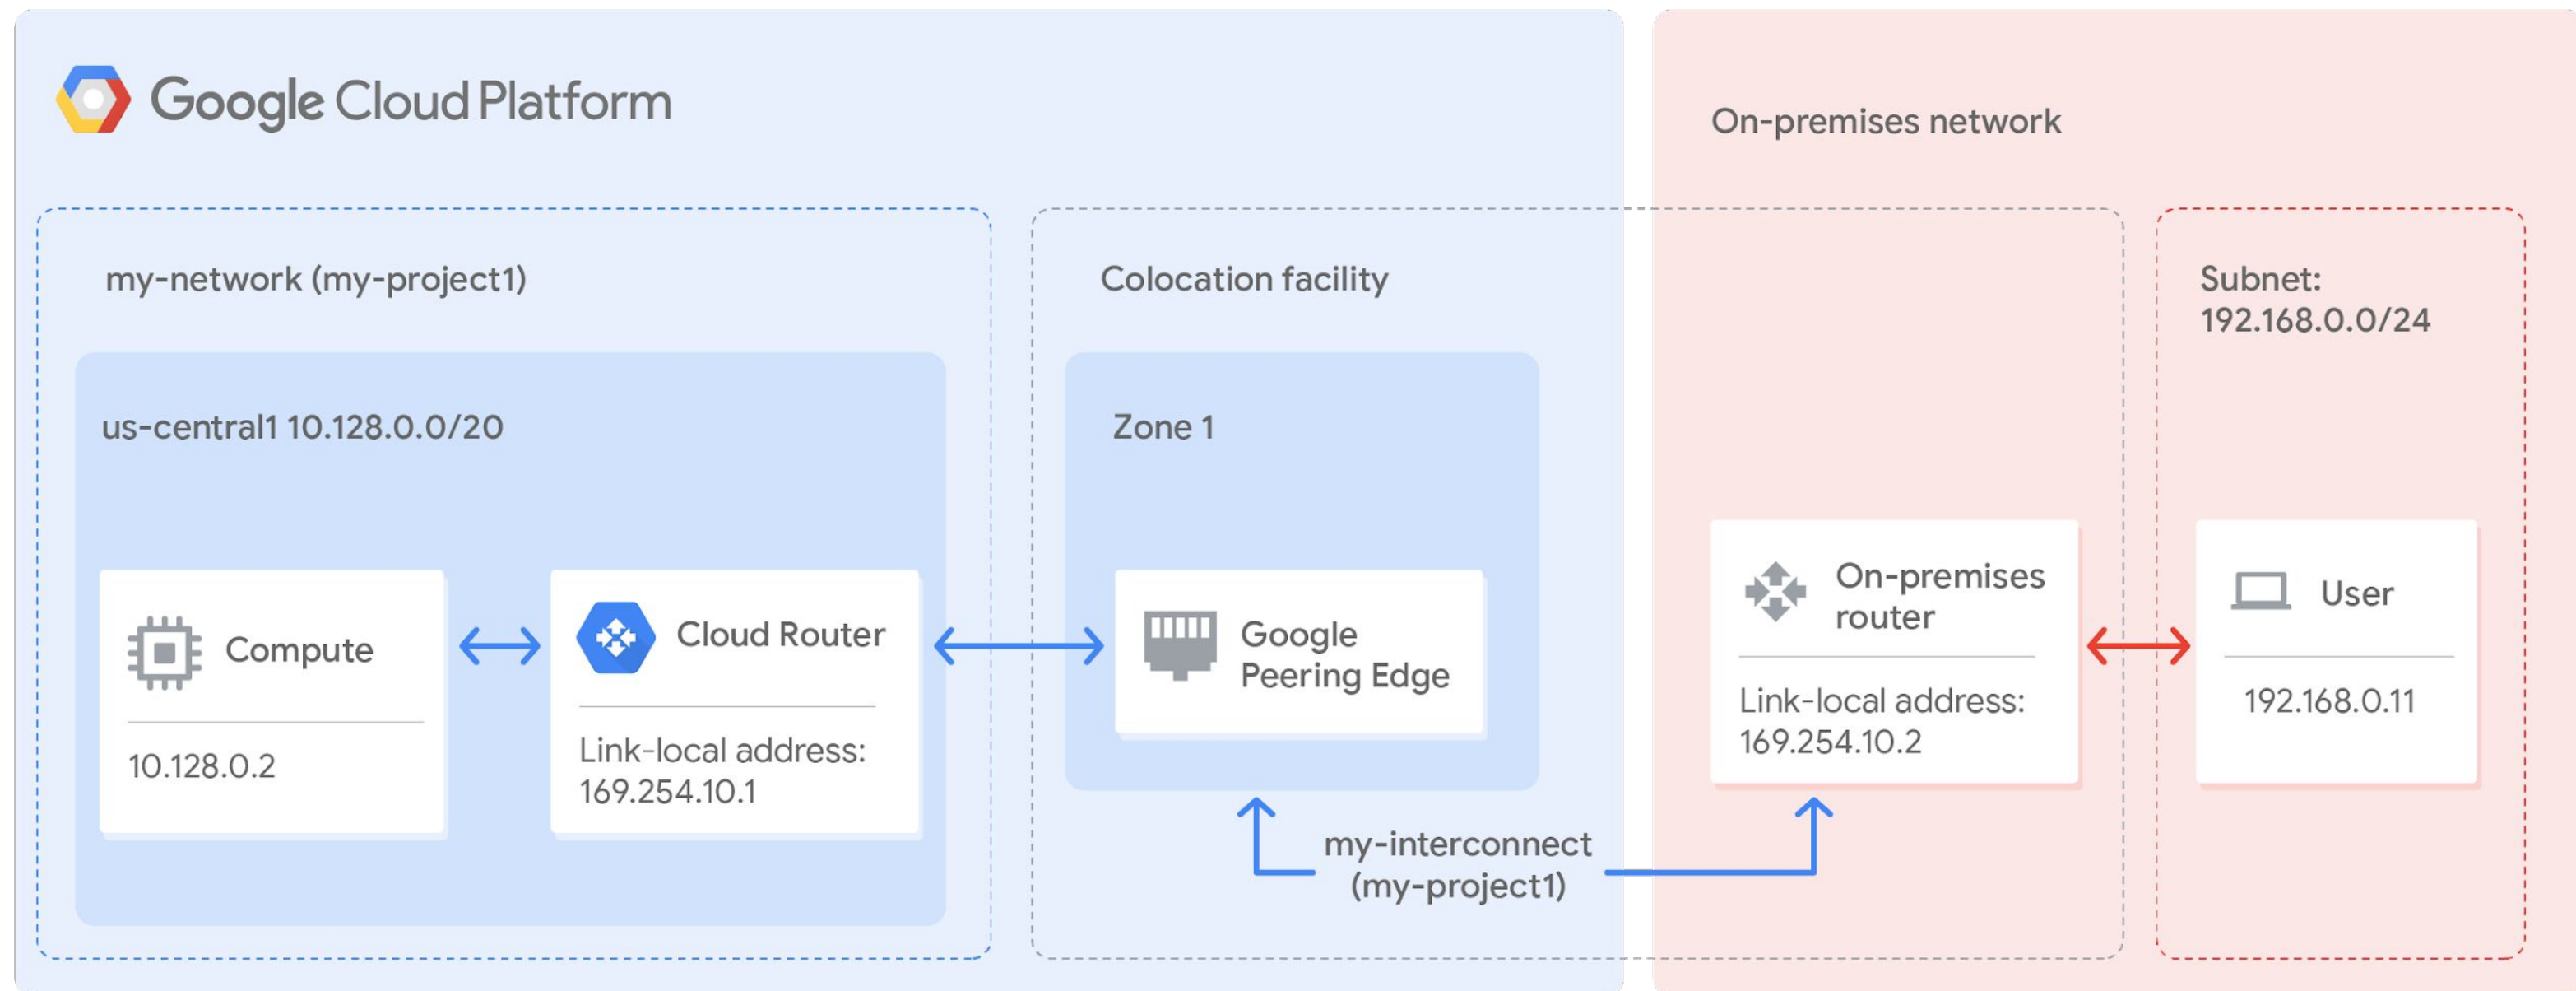 Google Cloud Platform
On-premises network
my-network (my-project1)
Colocation facility
Subnet:
192.168.0.0/24
us-central1 10.128.0.0/20
Zone 1
Compute
10.128.0.2
Cloud Router
Link-local address:
169.254.10.1
Google
Peering Edge
On-premises
router
Link-local address:
169.254.10.2
User
192.168.0.11
my-interconnect
(my-project1)